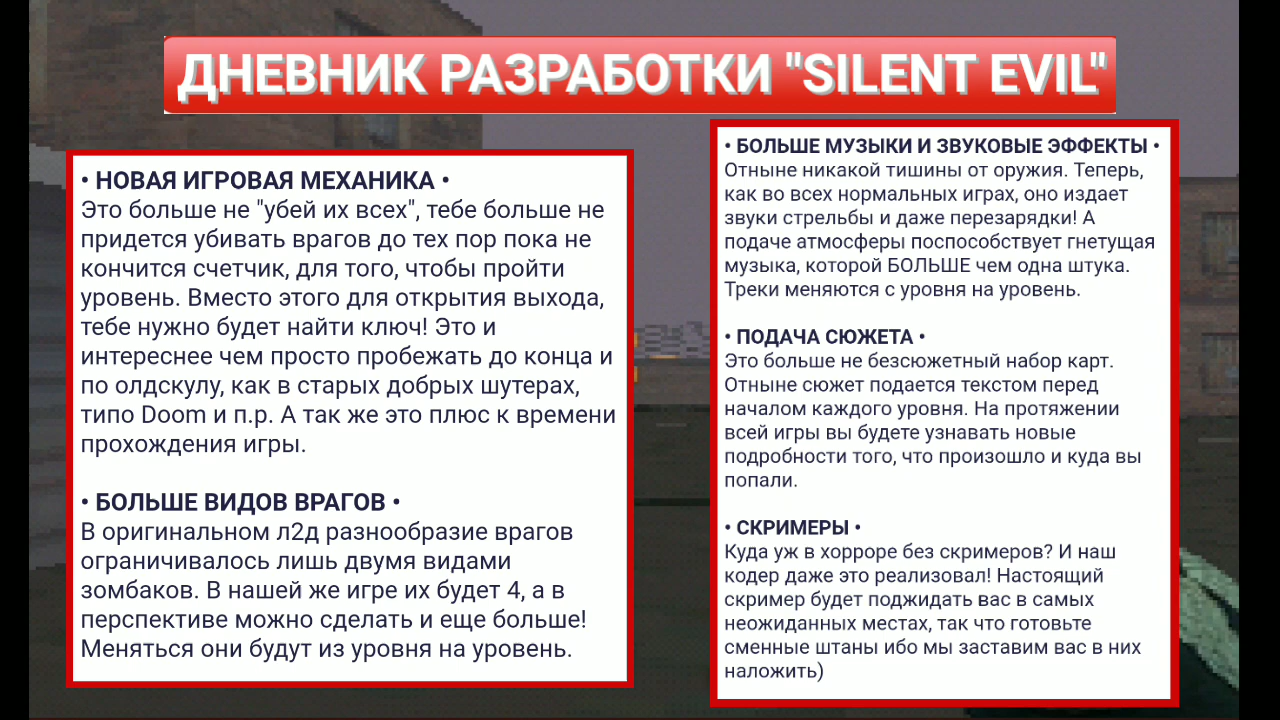 ДНЕВНИК РАЗРАБОТКИ "SILENT EVIL"
• НОВАЯ ИГРОВАЯ МЕХАНИКА •
Это больше не "убей их всех", тебе больше не
придется убивать врагов до тех пор пока не
кончится счетчик, для того, чтобы пройти
уровень. Вместо этого для открытия выхода,
тебе нужно будет найти ключ! Это и
интереснее чем просто пробежать до конца и
по олдскулу, как в старых добрых шутерах,
типо Doom и п.р. А так же это плюс к времени
прохождения игры.
• БОЛЬШЕ ВИДОВ ВРАГОВ •
В оригинальном л2д разнообразие врагов
ограничивалось лишь двумя видами
зомбаков. В нашей же игре их будет 4, а в
перспективе можно сделать и еще больше!
Меняться они будут из уровня на уровень.
• БОЛЬШЕ МУЗЫКИ И ЗВУКОВЫЕ ЭФФЕКТЫ •
Отныне никакой тишины от оружия. Теперь,
как во всех нормальных играх, оно издает
звуки стрельбы и даже перезарядки! А
подаче атмосферы поспособствует гнетущая
музыка, которой БОЛЬШЕ чем одна штука.
Треки меняются с уровня на уровень.
• ПОДАЧА СЮЖЕТА •
Это больше не безсюжетный набор карт.
Отныне сюжет подается текстом перед
началом каждого уровня. На протяжении
всей игры вы будете узнавать новые
подробности того, что произошло и куда вы
попали.
• СКРИМЕРЫ •
Куда уж в хорроре без скримеров? И наш
кодер даже это реализовал! Настоящий
скример будет поджидать вас в самых
неожиданных местах, так что готовьте
сменные штаны ибо мы заставим вас в них
наложить)